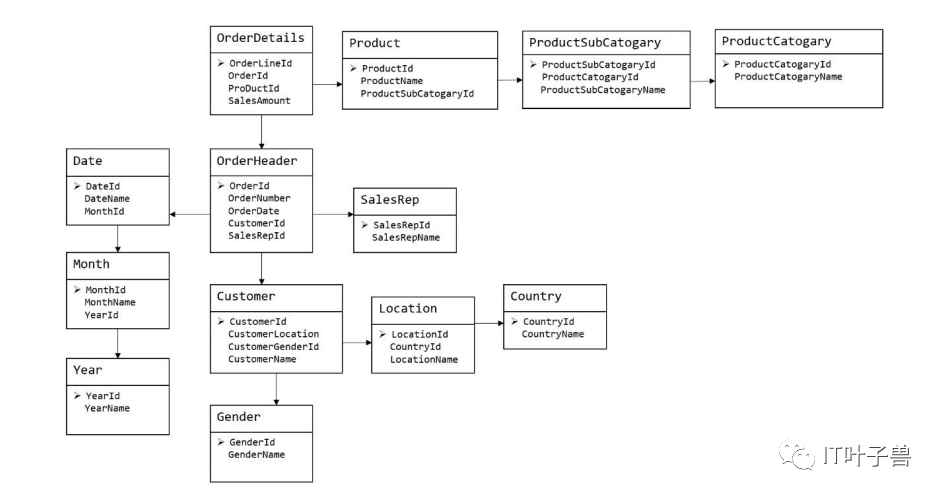 OrderDetails
OrderLineId
OrderId
ProDuctId
SalesAmount
Product
ProductId
ProductName
ProductSubCatogaryId
ProductSubCatogary
ProductSubCatogaryId
ProductCatogaryId
ProductSubCatogaryName
ProductCatogary
ProductCatogaryId
ProductCatogaryName
Date
DateId
DateName
MonthId
OrderHeader
OrderId
OrderNumber
OrderDate
CustomerId
SalesRepId
SalesRep
SalesRepId
SalesRepName
Month
MonthId
MonthName
YearId
Customer
CustomerId
CustomerLocation
CustomerGenderId
CustomerName
Location
LocationId
CountryId
LocationName
Country
CountryId
CountryName
Year
YearId
YearName
Gender
GenderId
GenderName
IT叶子兽